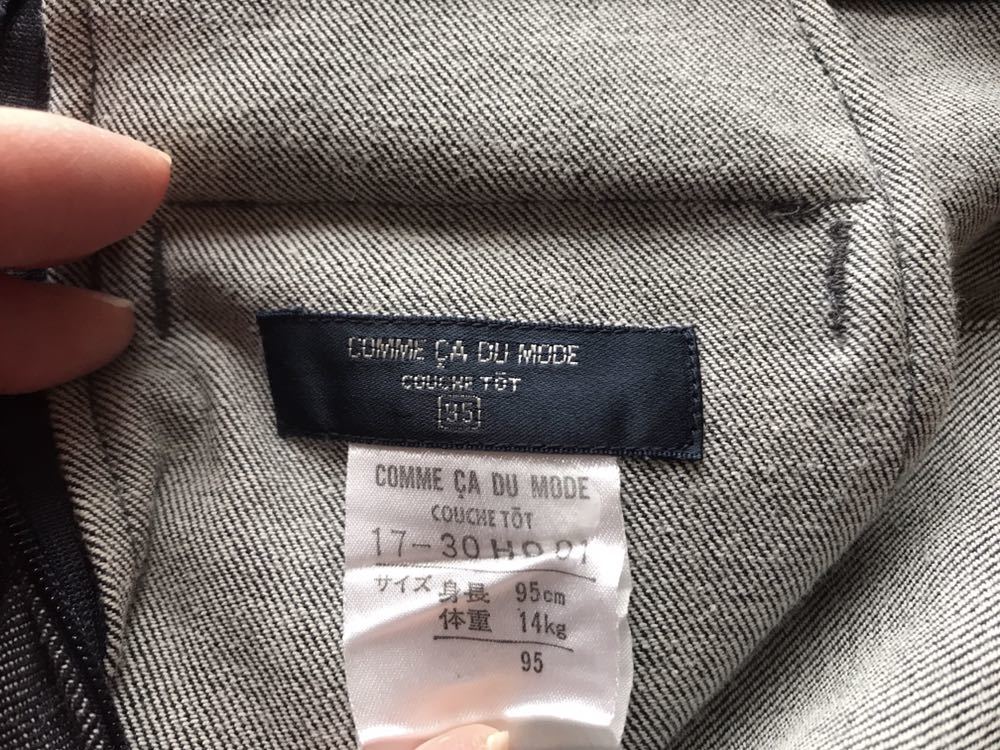 COMME ÇA DU MODE
COUCHE TÔT
95
COMME ÇA DU MODE
COUCHE TÔT
17-30HO01
サイズ 身長 95cm
体重 14kg
95